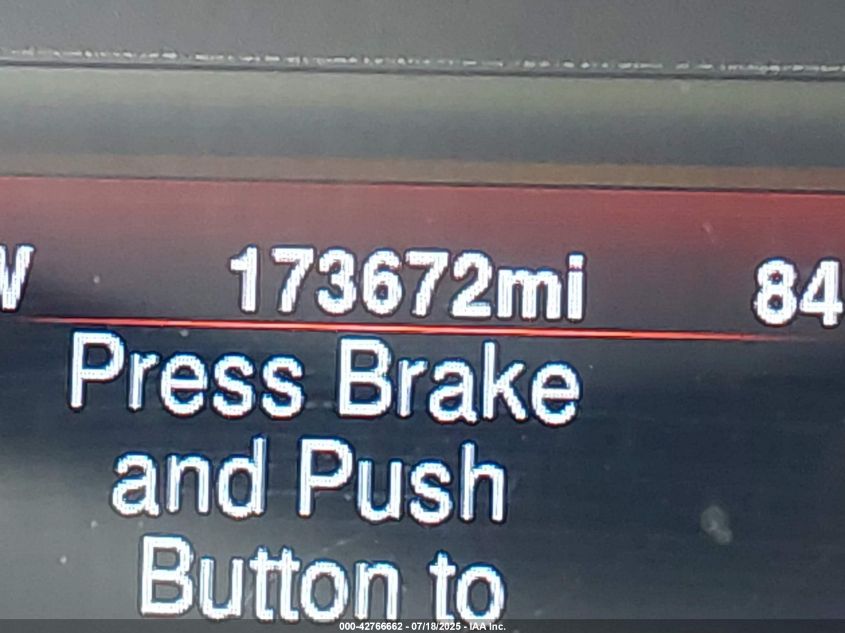 W 173672mi 84
Press Brake
and Push
Button to
000-42766662 - 07/18/2025 - IAA Inc.